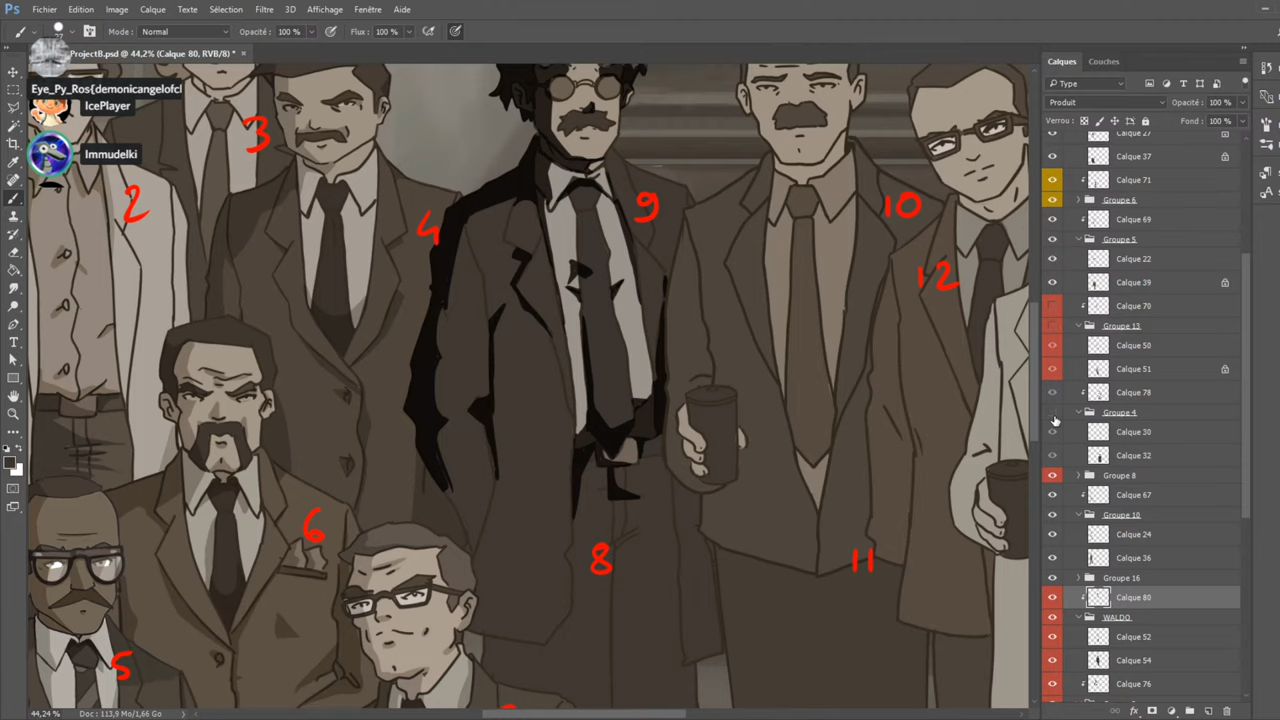 Ps Fichier Edition Image Calque Texte Sélection Filtre 3D Affichage Fenêtre Aide
Mode : Normal Opacité : 100 % Flux : 100 %
ProjectB.psd @ 44,2% (Calque 80, RVB/8) * ×
Eye_Py_Ros{demonicangelofcl
IcePlayer
Immudelki
2
3
4
5
6
8
9
10
11
12
Calques Couches
Type
Produit Opacité : 100 %
Verrou : Fond : 100 %
Calque 27
Calque 37
Calque 71
Groupe 6
Calque 69
Groupe 5
Calque 22
Calque 39
Calque 70
Groupe 13
Calque 50
Calque 51
Calque 78
Groupe 4
Calque 30
Calque 32
Groupe 8
Calque 67
Groupe 10
Calque 24
Calque 36
Groupe 16
Calque 80
WALDO
Calque 52
Calque 54
Calque 76
44,24 % Doc : 113,9 Mo/1,66 Go